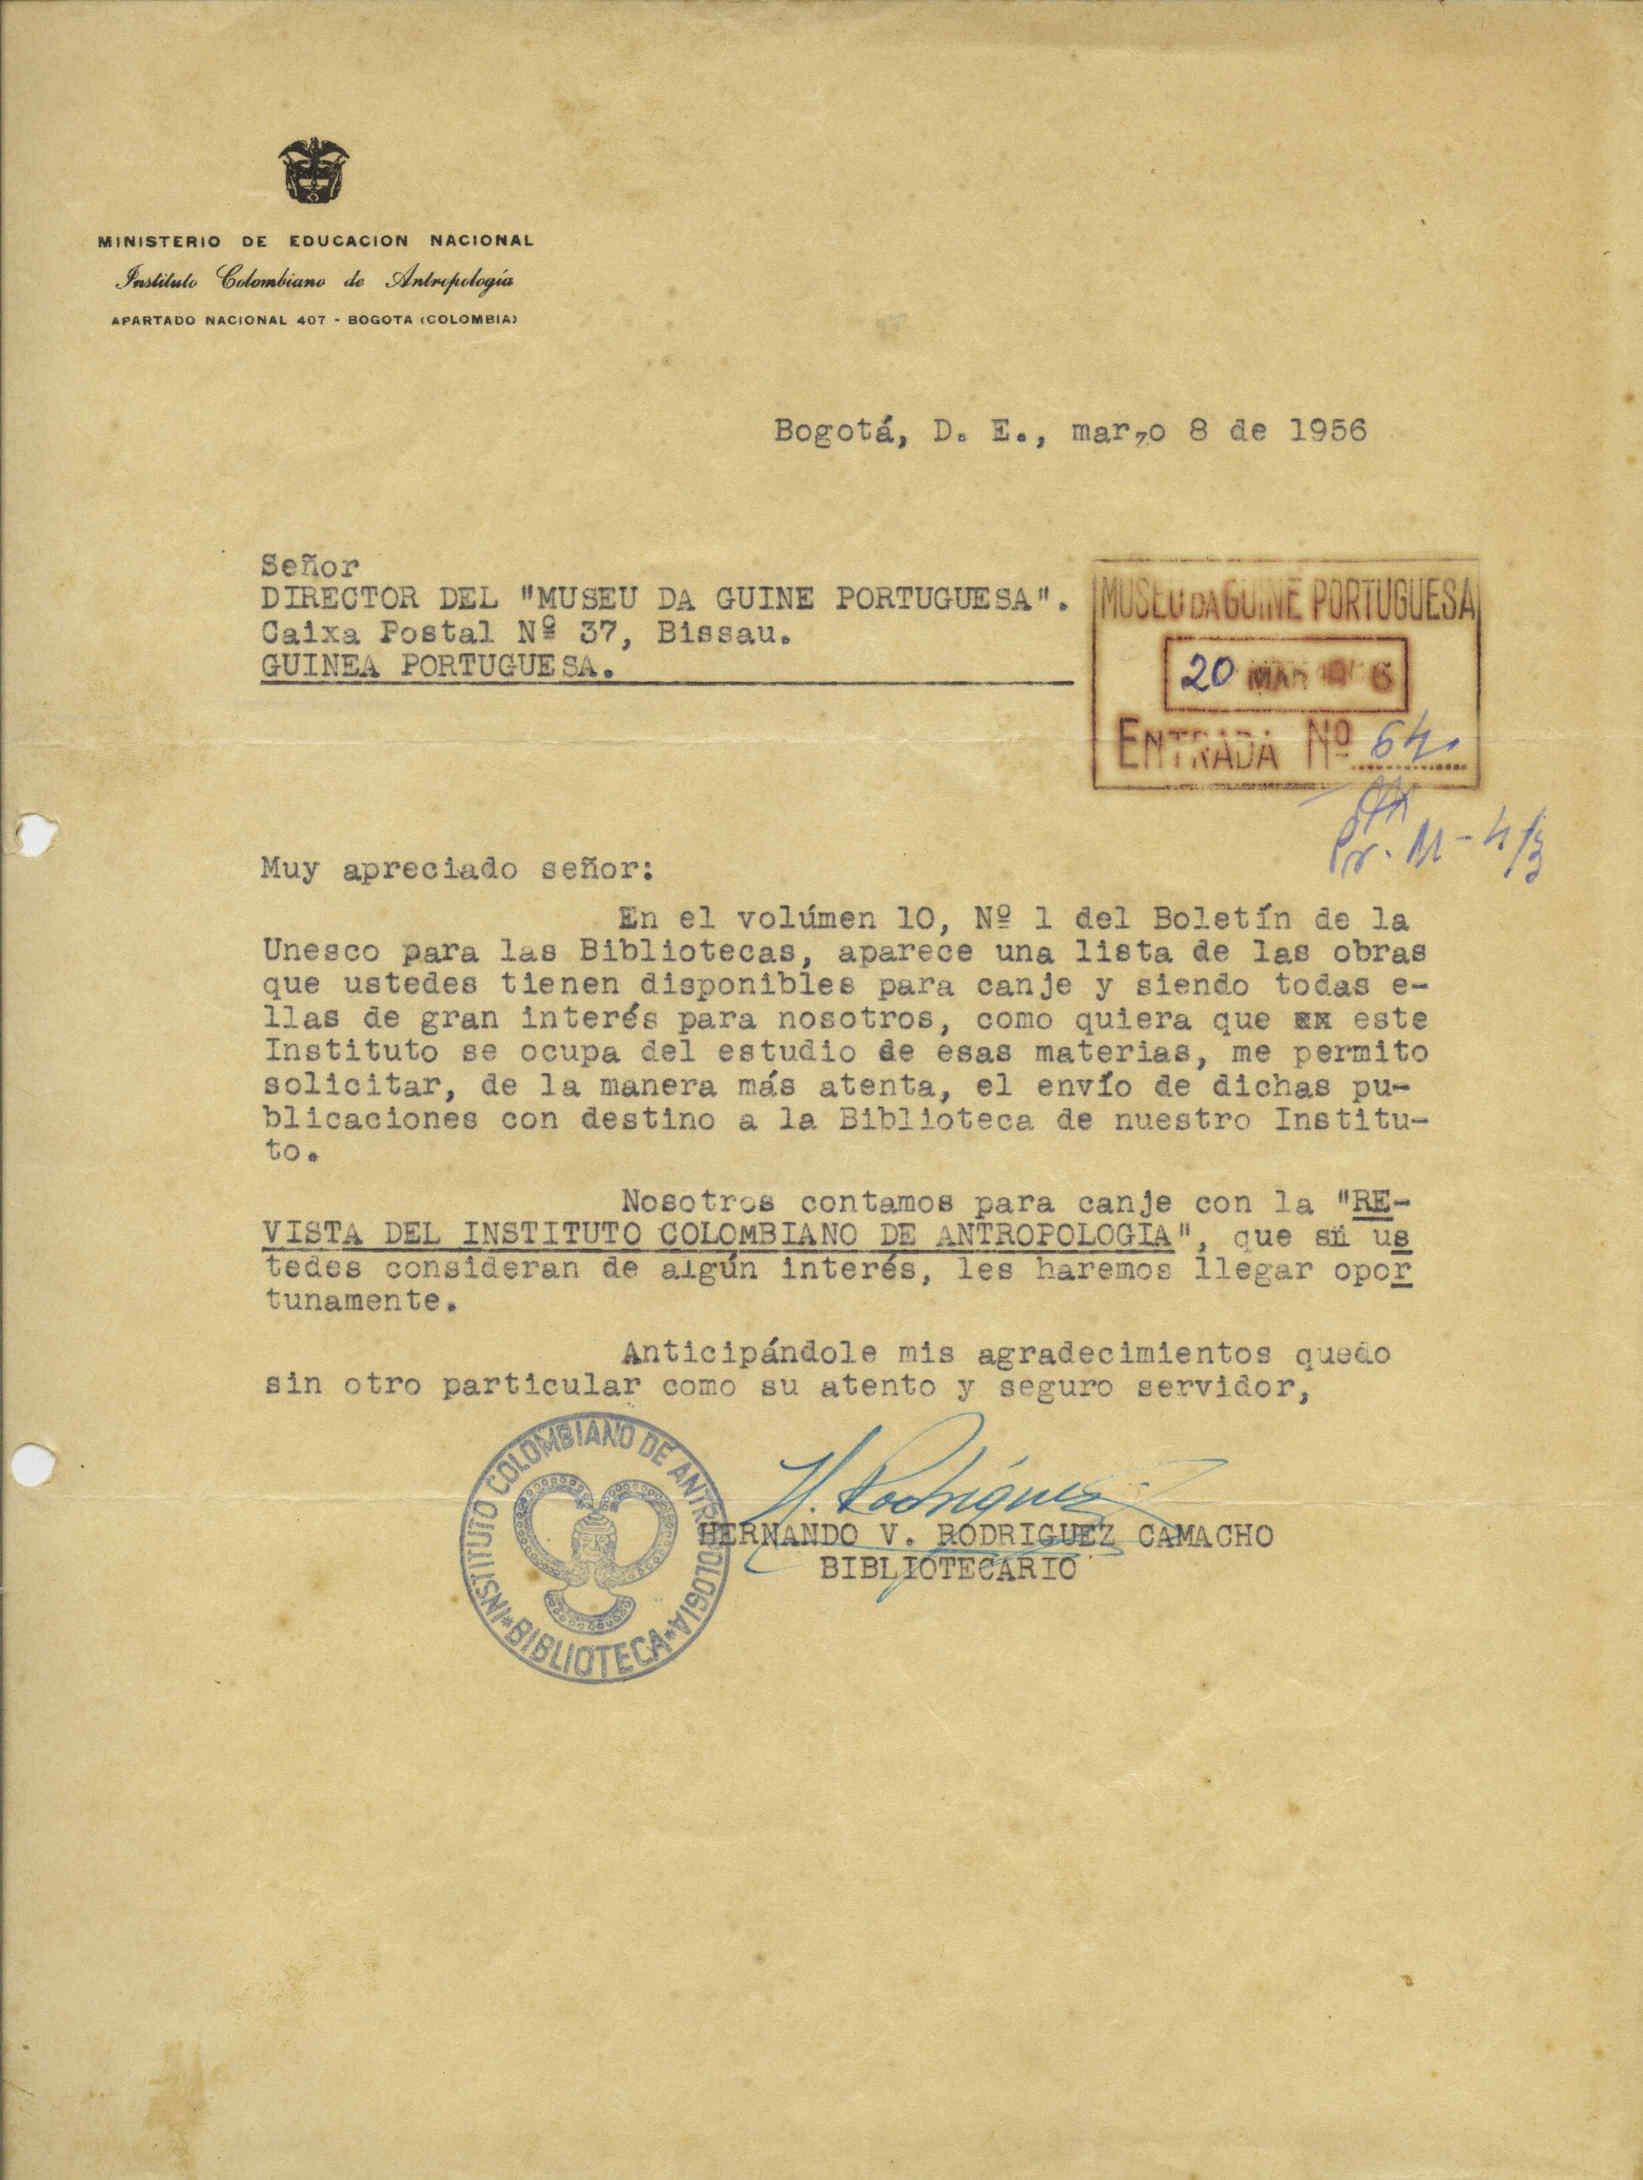 MINISTERIO DE EDUCACION NACIONAL
Instituto Colombiano de Antropología
APARTADO NACIONAL 407 - BOGOTA (COLOMBIA)
Bogotá, D. E., marzo 8 de 1956
Señor
DIRECTOR DEL "MUSEU DA GUINE PORTUGUESA".
Caixa Postal Nº 37, Bissau.
GUINEA PORTUGUESA.
MUSEU DA GUINÉ PORTUGUESA
20 MAR 1956
ENTRADA Nº 64
Pr. M-4/3
Muy apreciado señor:
En el volúmen 10, Nº 1 del Boletín de la
Unesco para las Bibliotecas, aparece una lista de las obras
que ustedes tienen disponibles para canje y siendo todas e-
llas de gran interés para nosotros, como quiera que este
Instituto se ocupa del estudio de esas materias, me permito
solicitar, de la manera más atenta, el envío de dichas pu-
blicaciones con destino a la Biblioteca de nuestro Institu-
to.
Nosotros contamos para canje con la "RE-
VISTA DEL INSTITUTO COLOMBIANO DE ANTROPOLOGIA", que si us
tedes consideran de algún interés, les haremos llegar opor
tunamente.
Anticipándole mis agradecimientos quedo
sin otro particular como su atento y seguro servidor,
H. Rodríguez
HERNANDO V. RODRIGUEZ CAMACHO
BIBLIOTECARIO
INSTITUTO COLOMBIANO DE ANTROPOLOGIA
*BIBLIOTECA*